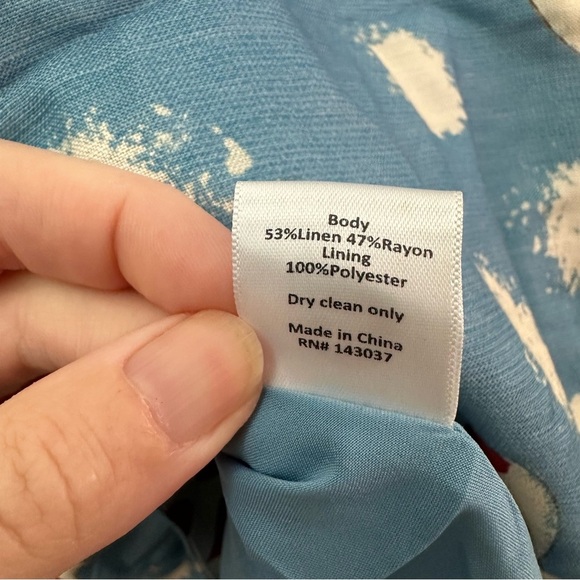 Body
53%Linen 47%Rayon
Lining
100%Polyester
Dry clean only
Made in China
RN# 143037